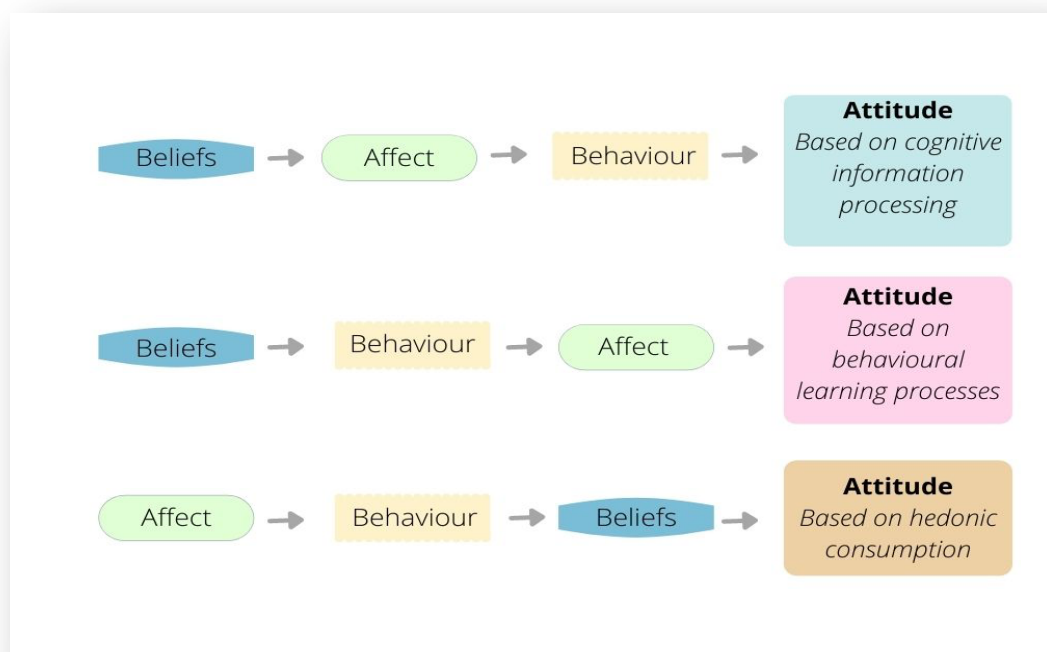 Beliefs
Affect
Behaviour
Attitude
Based on cognitive
information
processing
Beliefs
Behaviour
Affect
Attitude
Based on
behavioural
learning processes
Affect
Behaviour
Beliefs
Attitude
Based on hedonic
consumption